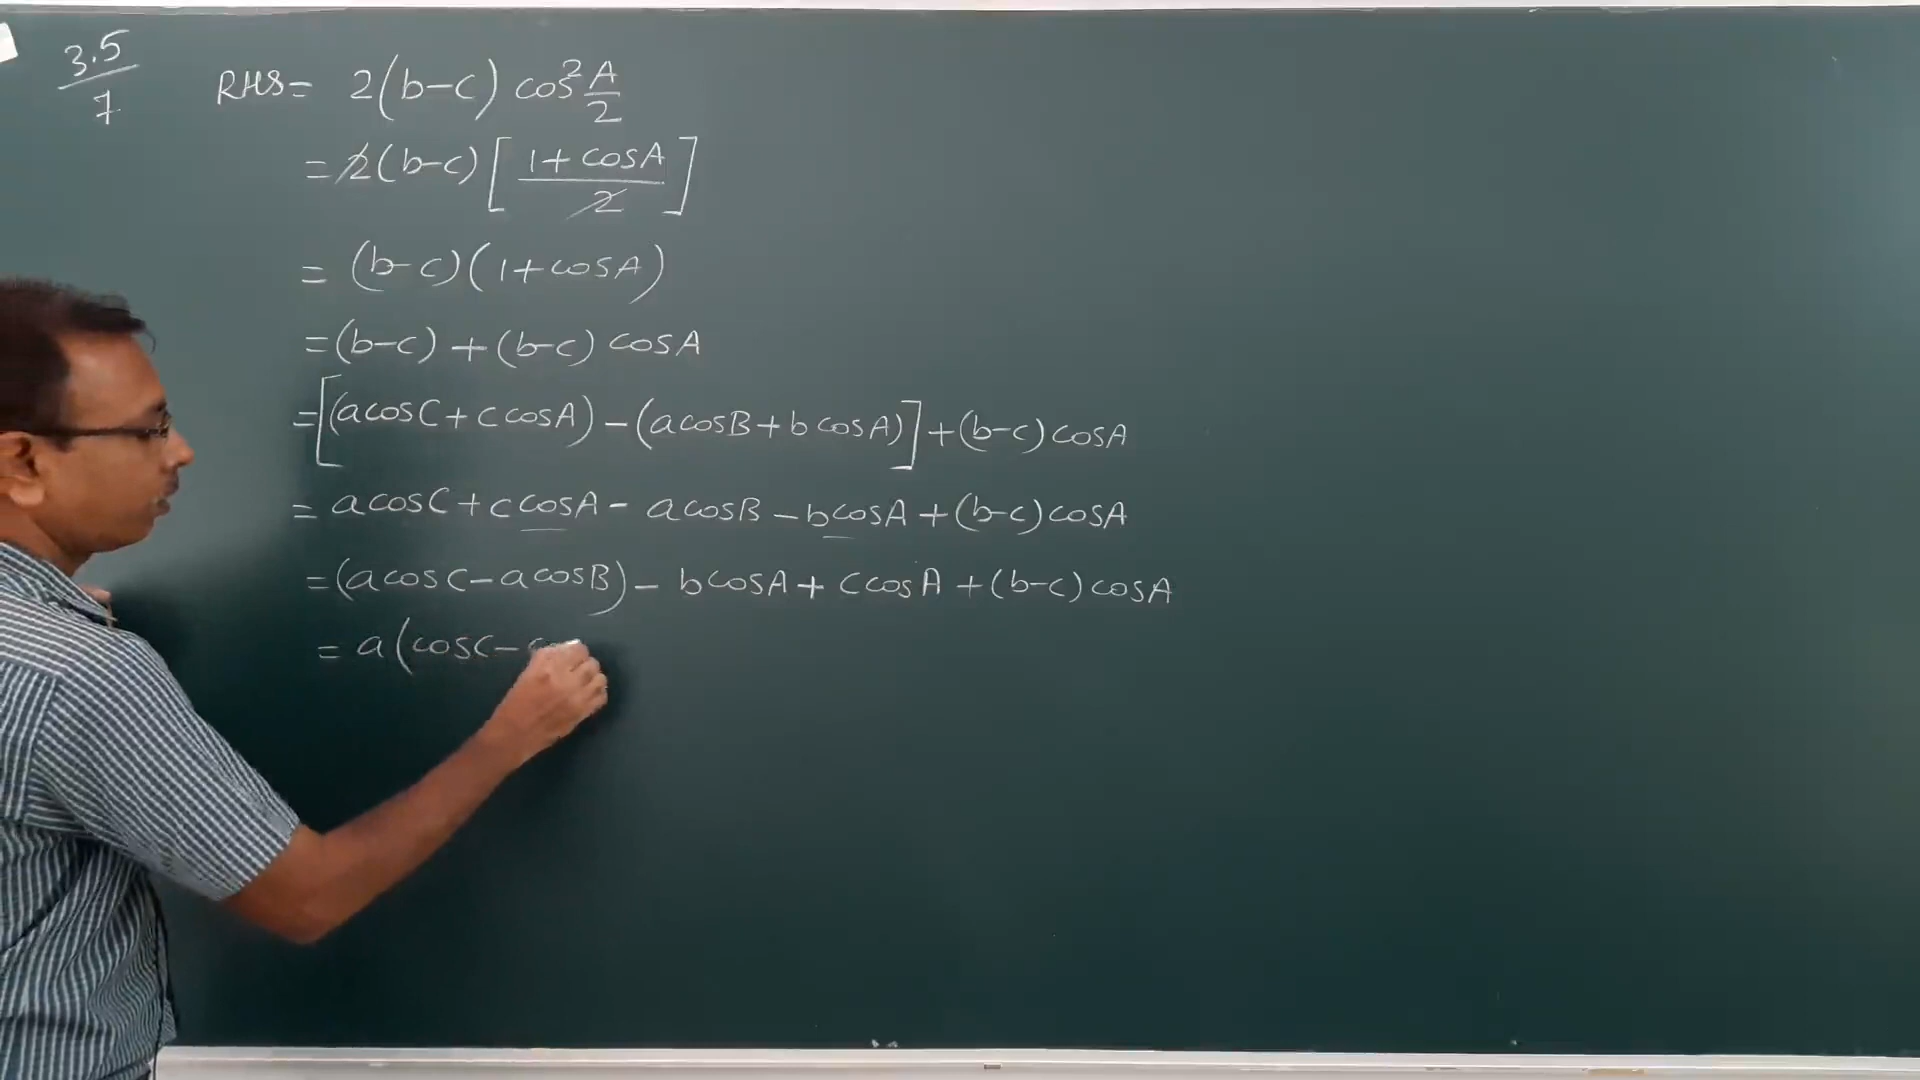 3.5/7
RHS = 2(b-c) cos²A/2
= 2(b-c)[1+cosA/2]
= (b-c)(1+cosA)
= (b-c) + (b-c) cosA
= [(acosC + ccosA) - (acosB + bcosA)] + (b-c) cosA
= acosC + ccosA - acosB - bcosA + (b-c) cosA
= (acosC - acosB) - bcosA + ccosA + (b-c) cosA
= a(cosC -